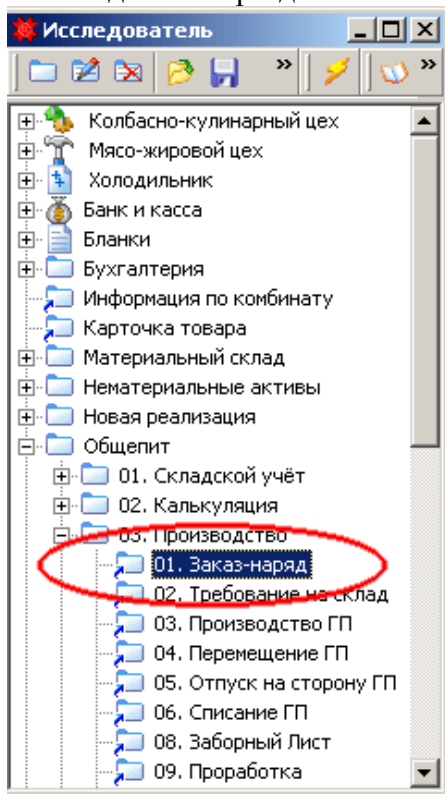 Исследователь
Колбасно-кулинарный цех
Мясо-жировой цех
Холодильник
Банк и касса
Бланки
Бухгалтерия
Информация по комбинату
Карточка товара
Материальный склад
Нематериальные активы
Новая реализация
Общепит
01. Складской учёт
02. Калькуляция
03. Производство
01. Заказ-наряд
02. Требование на склад
03. Производство ГП
04. Перемещение ГП
05. Отпуск на сторону ГП
06. Списание ГП
08. Заборный Лист
09. Проработка